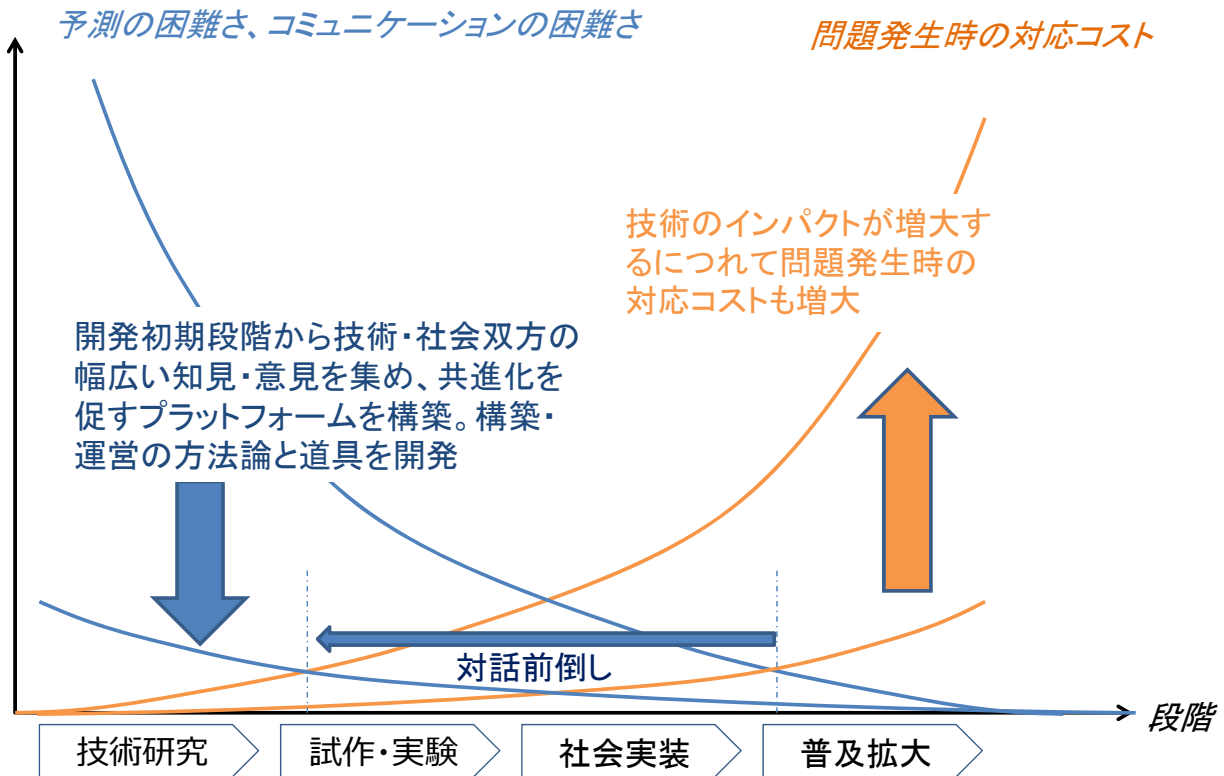 予測の困難さ、コミュニケーションの困難さ
問題発生時の対応コスト
技術のインパクトが増大す
るにつれて問題発生時の
対応コストも増大
開発初期段階から技術・社会双方の
幅広い知見・意見を集め、共進化を
促すプラットフォームを構築。構築・
運営の方法論と道具を開発
対話前倒し
段階
技術研究
試作・実験
社会実装
普及拡大